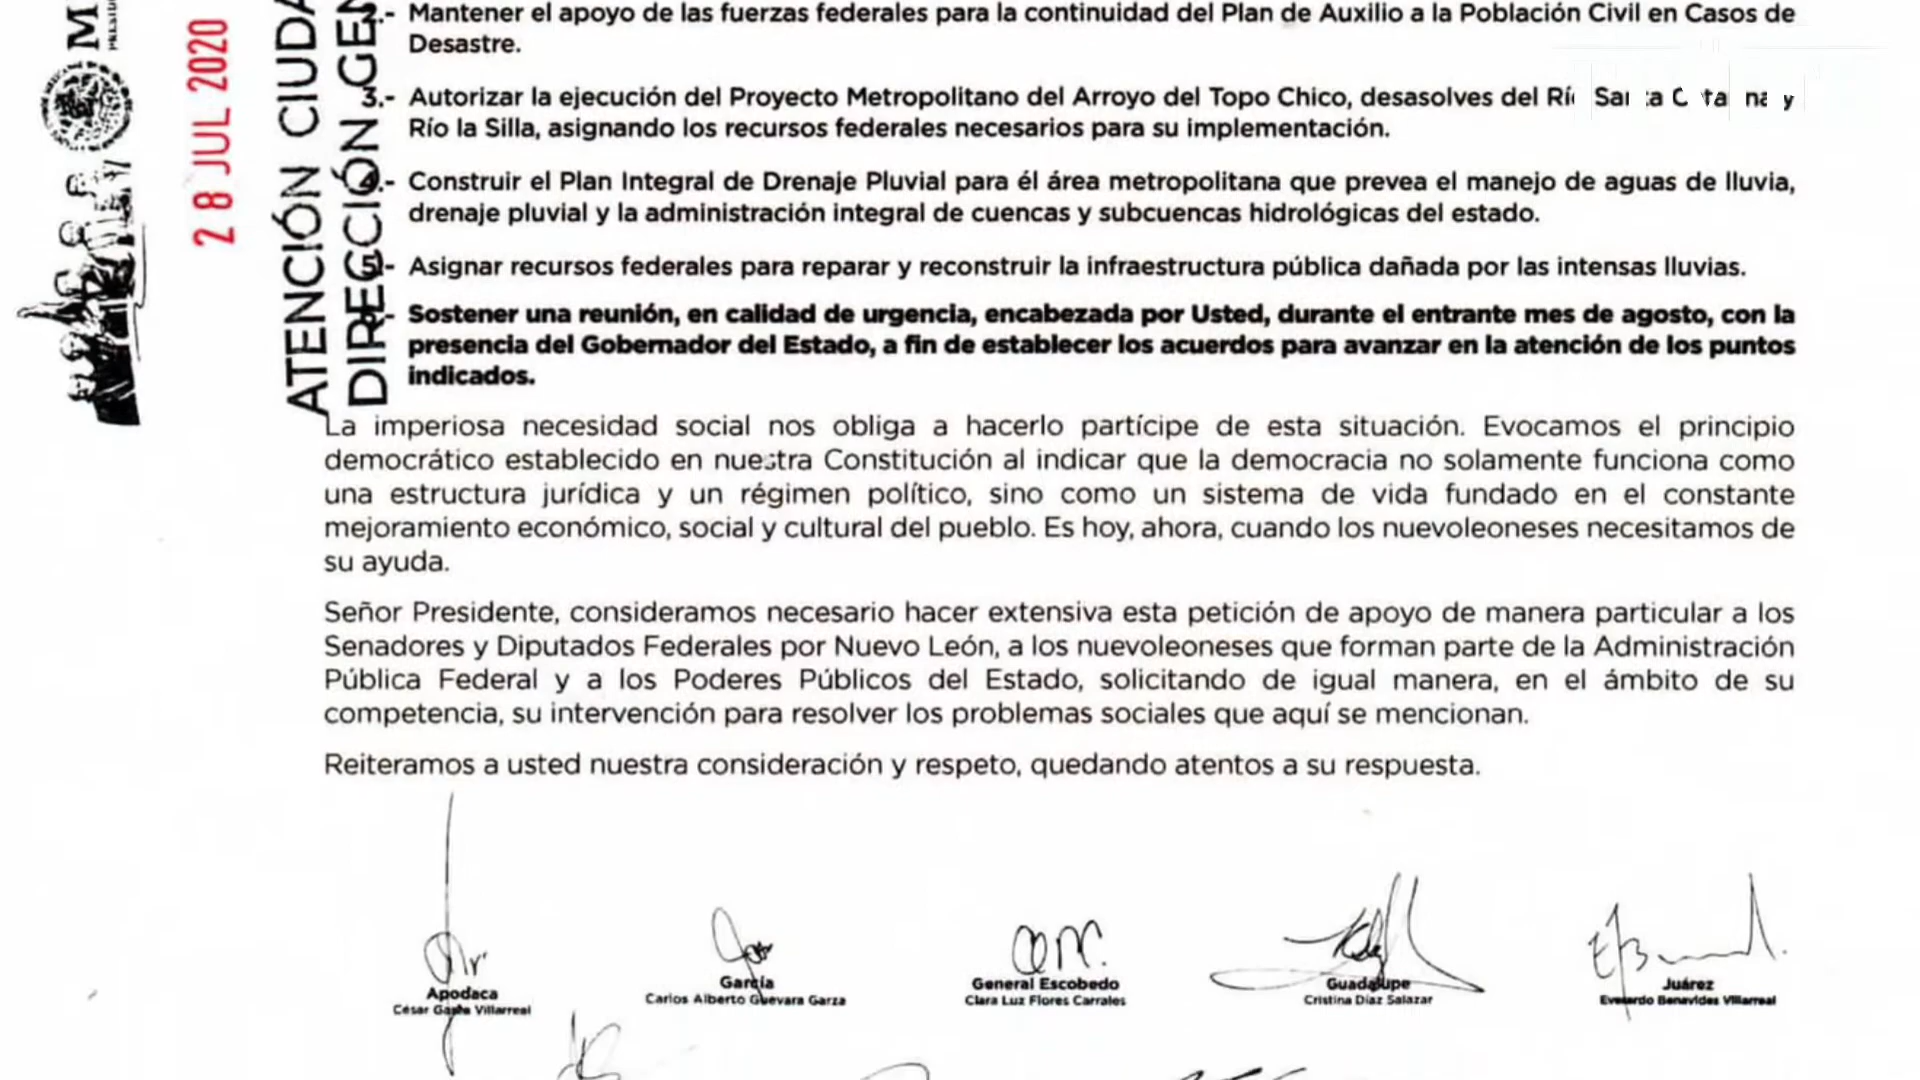 2.- Mantener el apoyo de las fuerzas federales para la continuidad del Plan de Auxilio a la Población Civil en Casos de
Desastre.
3.- Autorizar la ejecución del Proyecto Metropolitano del Arroyo del Topo Chico, desasolves del Río Santa Catarina y
Río la Silla, asignando los recursos federales necesarios para su implementación.
4.- Construir el Plan Integral de Drenaje Pluvial para él área metropolitana que prevea el manejo de aguas de lluvia,
drenaje pluvial y la administración integral de cuencas y subcuencas hidrológicas del estado.
5.- Asignar recursos federales para reparar y reconstruir la infraestructura pública dañada por las intensas lluvias.
.- Sostener una reunión, en calidad de urgencia, encabezada por Usted, durante el entrante mes de agosto, con la
presencia del Gobernador del Estado, a fin de establecer los acuerdos para avanzar en la atención de los puntos
indicados.
La imperiosa necesidad social nos obliga a hacerlo partícipe de esta situación. Evocamos el principio
democrático establecido en nuestra Constitución al indicar que la democracia no solamente funciona como
una estructura jurídica y un régimen político, sino como un sistema de vida fundado en el constante
mejoramiento económico, social y cultural del pueblo. Es hoy, ahora, cuando los nuevoleoneses necesitamos de
su ayuda.
Señor Presidente, consideramos necesario hacer extensiva esta petición de apoyo de manera particular a los
Senadores y Diputados Federales por Nuevo León, a los nuevoleoneses que forman parte de la Administración
Pública Federal y a los Poderes Públicos del Estado, solicitando de igual manera, en el ámbito de su
competencia, su intervención para resolver los problemas sociales que aquí se mencionan.
Reiteramos a usted nuestra consideración y respeto, quedando atentos a su respuesta.
Apodaca
César Garza Villarreal
García
Carlos Alberto Guevara Garza
General Escobedo
Clara Luz Flores Carrales
Guadalupe
Cristina Díaz Salazar
Juárez
Everardo Benavides Villarreal
28 JUL 2020
ATENCIÓN CIUDA
DIRECCIÓN GEN
M